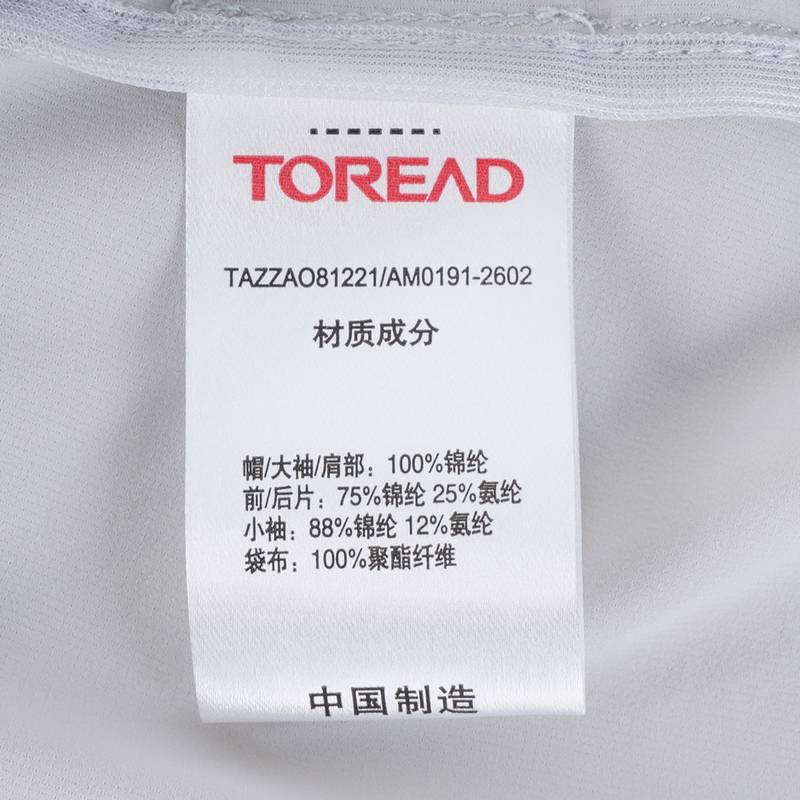 TOREAD
TAZZAO81221/AM0191-2602
材质成分
帽/大袖/肩部：100%锦纶
前/后片：75%锦纶 25%氨纶
小袖：88%锦纶 12%氨纶
袋布：100%聚酯纤维
中国制造